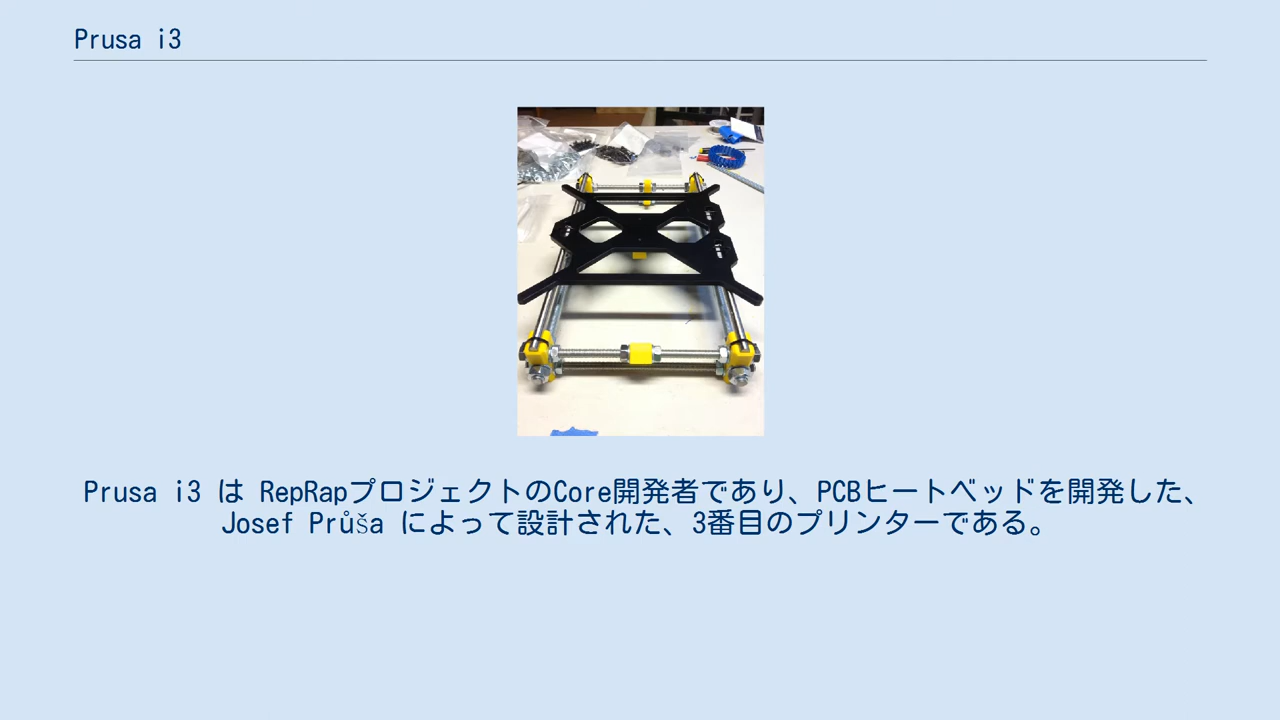 Prusa i3
Prusa i3 は RepRapプロジェクトのCore開発者であり、PCBヒートベッドを開発した、
Josef Průša によって設計された、3番目のプリンターである。